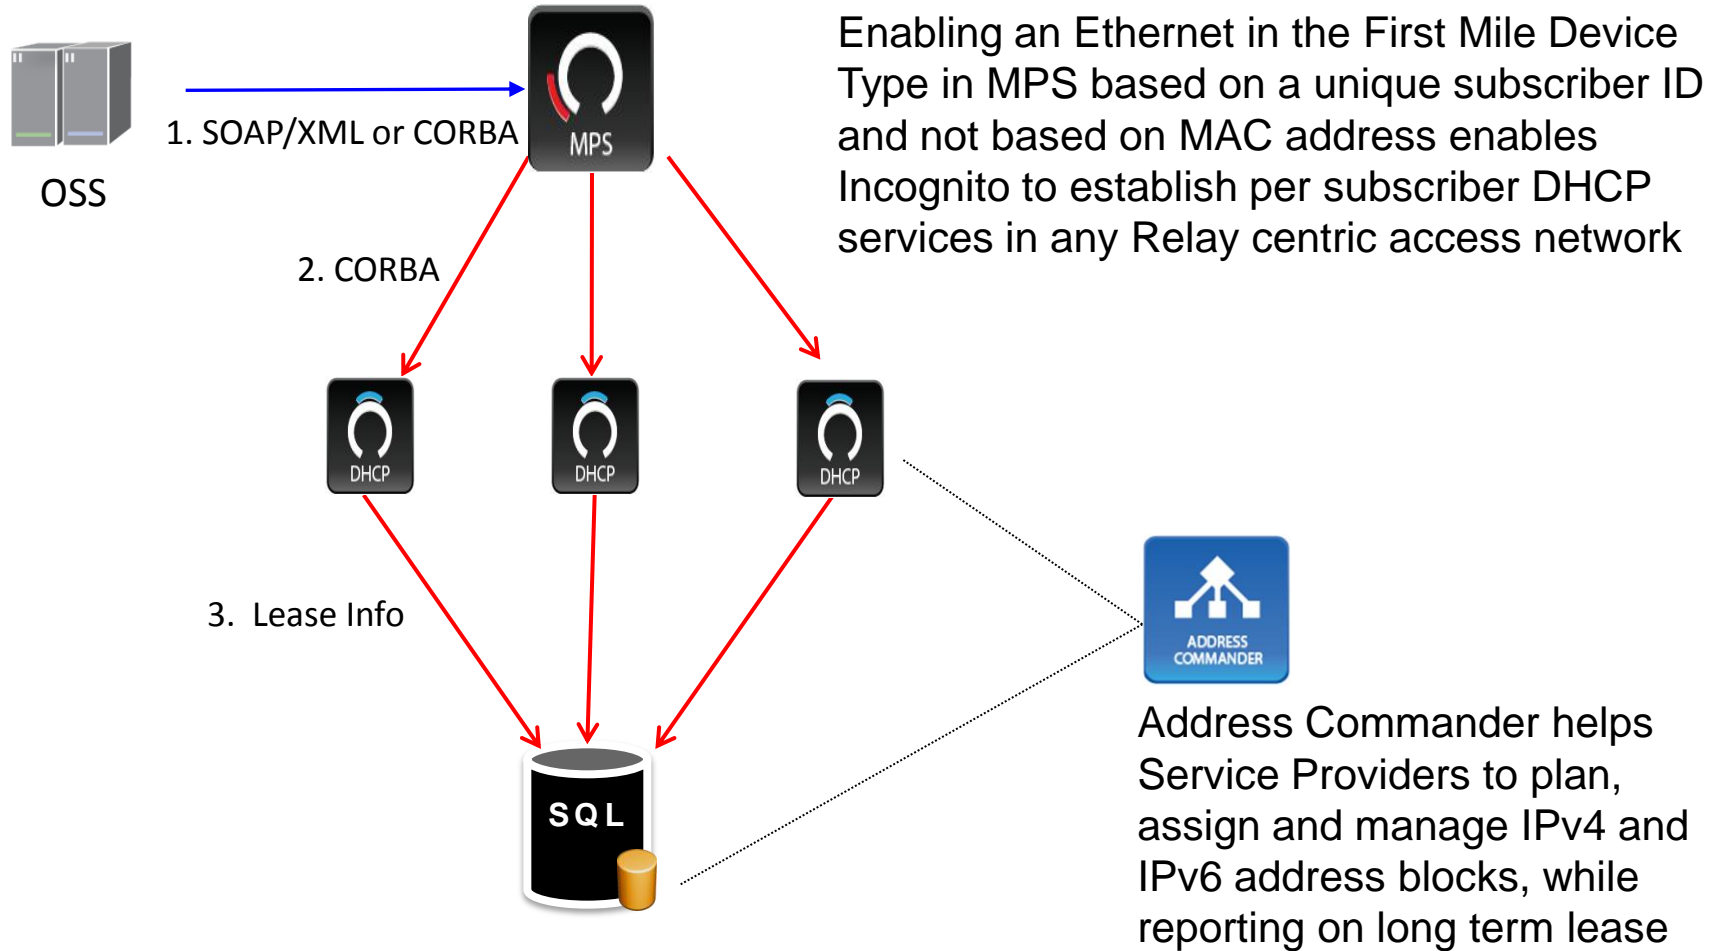 Enabling an Ethernet in the First Mile Device
Type in MPS based on a unique subscriber ID
and not based on MAC address enables
Incognito to establish per subscriber DHCP
services in any Relay centric access network
1. SOAP/XML or CORBA
MPS
OSS
2. CORBA
DHCP
DHCP
DHCP
3. Lease Info
SQL
ADDRESS
COMMANDER
Address Commander helps
Service Providers to plan,
assign and manage IPv4 and
IPv6 address blocks, while
reporting on long term lease